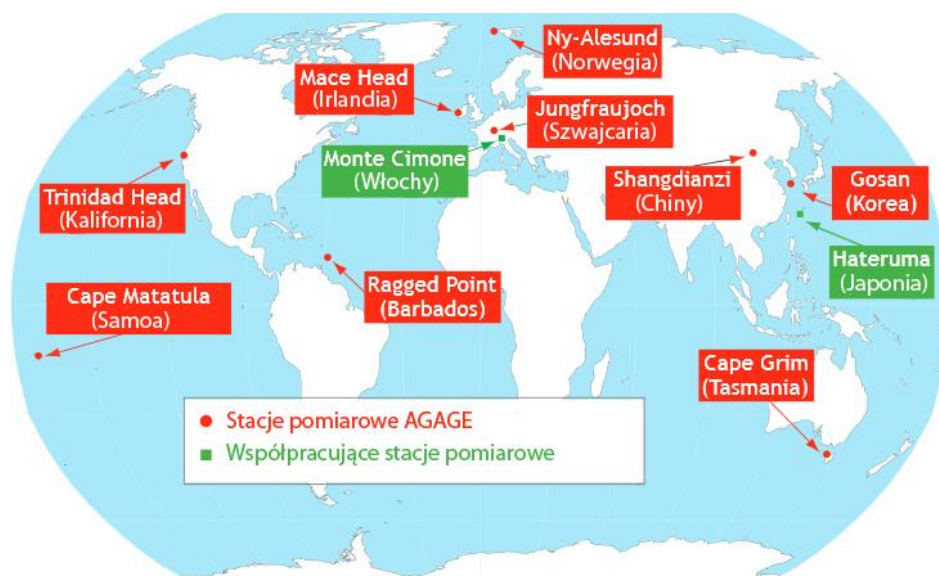 Ny-Alesund
(Norwegia)
Mace Head
(Irlandia)
Jungfraujoch
(Szwajcaria)
Monte Cimone
(Włochy)
Trinidad Head
(Kalifornia)
Shangdianzi
(Chiny)
Gosan
(Korea)
Hateruma
(Japonia)
Cape Matatula
(Samoa)
Ragged Point
(Barbados)
Cape Grim
(Tasmania)
Stacje pomiarowe AGAGE
Współpracujące stacje pomiarowe